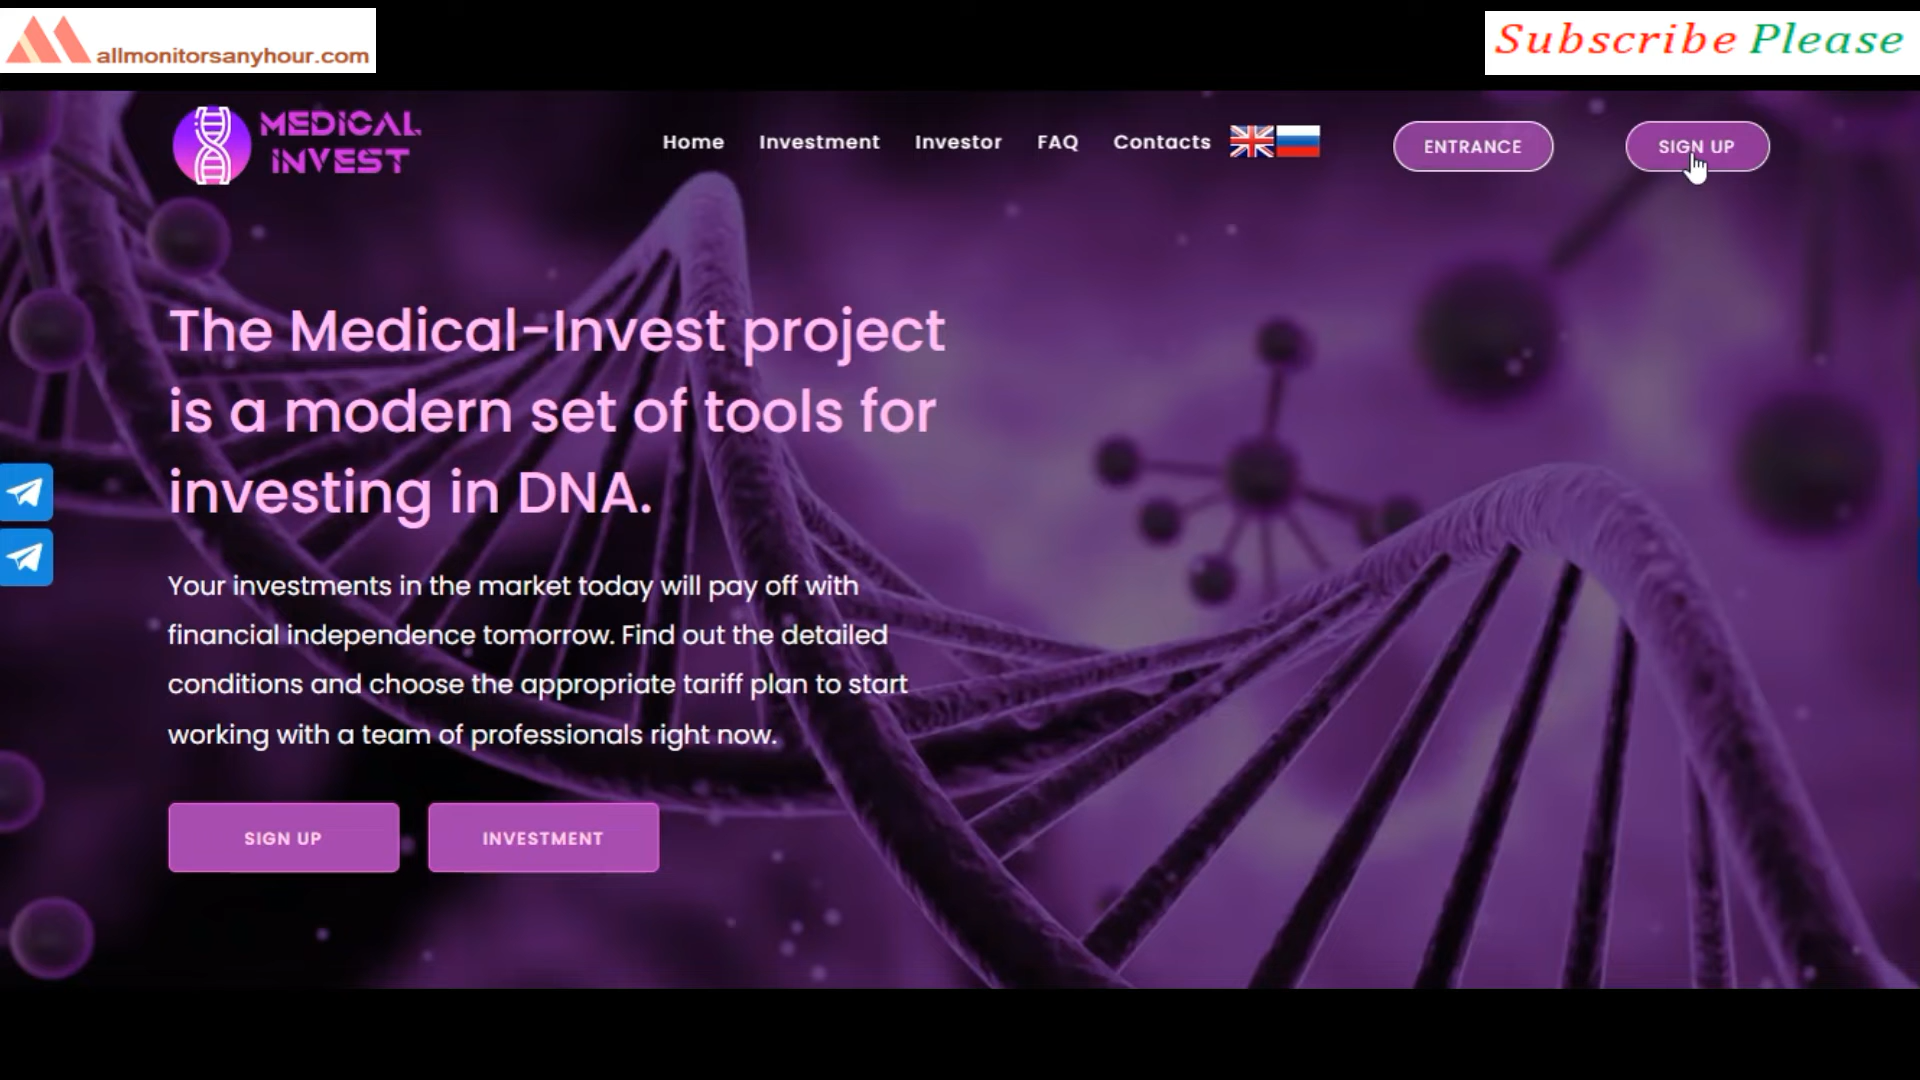 allmonitorsanyhour.com
Subscribe Please
MEDICAL
INVEST
Home Investment Investor FAQ Contacts
ENTRANCE
SIGN UP
The Medical-Invest project
is a modern set of tools for
investing in DNA.
Your investments in the market today will pay off with
financial independence tomorrow. Find out the detailed
conditions and choose the appropriate tariff plan to start
working with a team of professionals right now.
SIGN UP
INVESTMENT